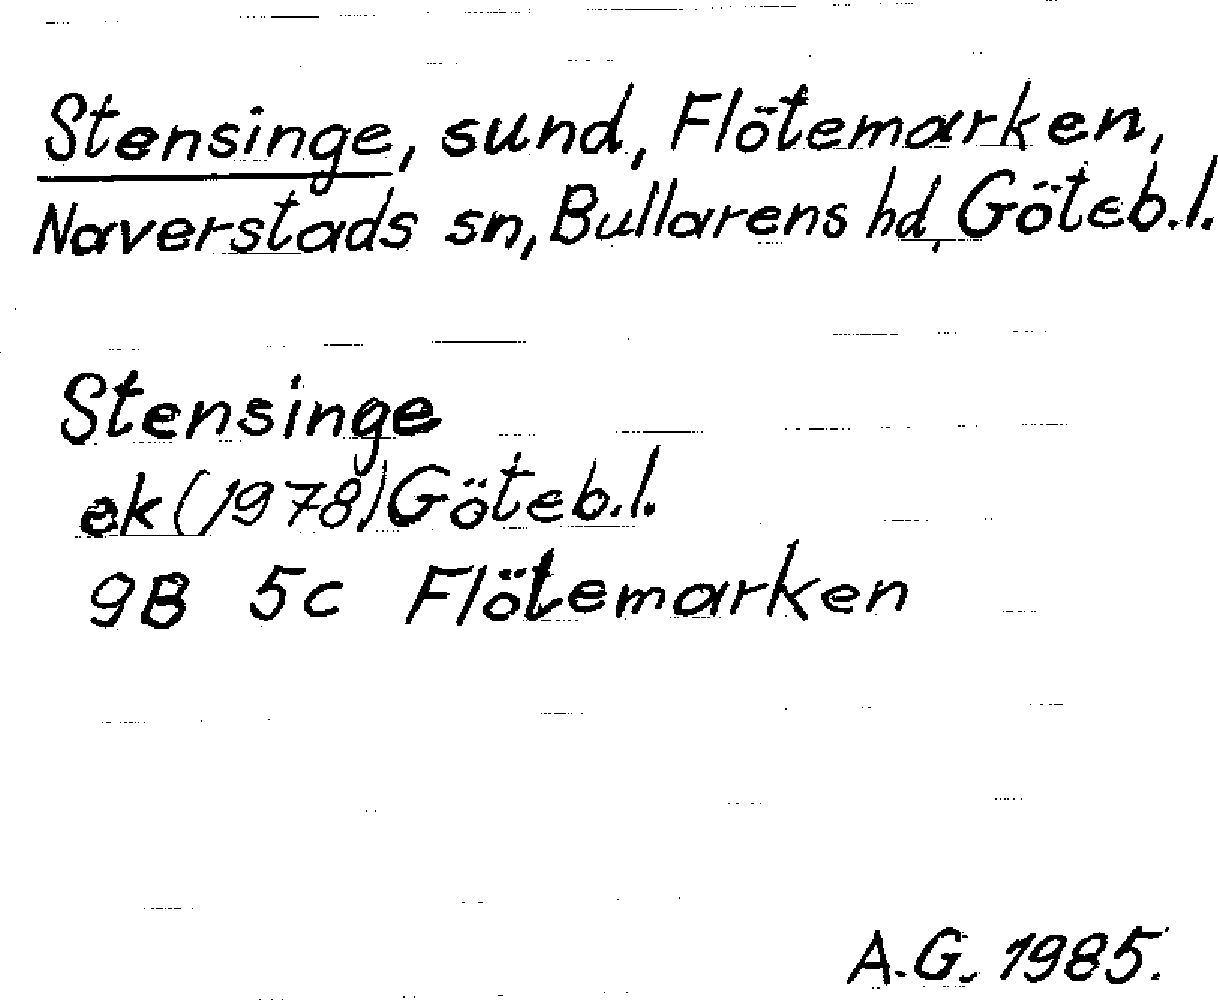 Stensinge, sund, Flötemarken,
Naverstads sn, Bullarens hd, Göteb.l.
Stensinge
ek (1978) Göteb.l.
9B 5c Flötemarken
A.G. 1985.